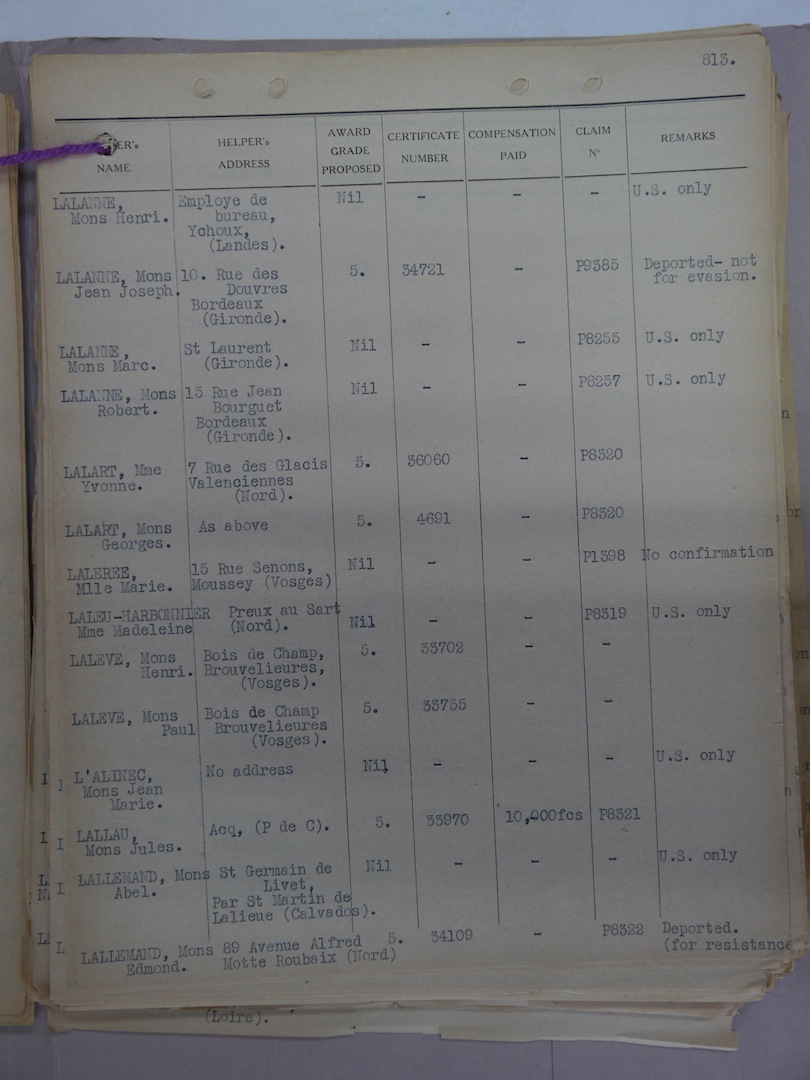 813.
ER's NAME | HELPER's ADDRESS | AWARD GRADE PROPOSED | CERTIFICATE NUMBER | COMPENSATION PAID | CLAIM Nº | REMARKS
LALANNE, | Employe de | Nil | - | - | - | U.S. only
Mons Henri. | bureau,
Ychoux,
(Landes).
LALANNE, Mons | 10. Rue des | 5. | 34721 | - | P9385 | Deported- not
Jean Joseph. | Douvres | for evasion.
Bordeaux
(Gironde).
LALANNE, | St Laurent | Nil | - | - | P8255 | U.S. only
Mons Marc. | (Gironde).
LALANNE, Mons | 15 Rue Jean | Nil | - | - | P8257 | U.S. only
Robert. | Bourguet
Bordeaux
(Gironde).
LALART, Mme | 7 Rue des Glacis | 5. | 36060 | - | P8320
Yvonne. | Valenciennes
(Nord).
LALART, Mons | As above | 5. | 4691 | - | P8320
Georges.
LALEREE, | 15 Rue Senons, | Nil | - | - | P1398 | No confirmation
Mlle Marie. | Moussey (Vosges)
LALEU-HARBONNIER | Preux au Sart | Nil | - | - | P8319 | U.S. only
Mme Madeleine | (Nord).
LALEVE, Mons | Bois de Champ, | 5. | 33702 | - | -
Henri. | Brouvelieures,
(Vosges).
LALEVE, Mons | Bois de Champ | 5. | 33755 | - | -
Paul | Brouvelieures
(Vosges).
L'ALINEC, | No address | Nil | - | - | - | U.S. only
Mons Jean
Marie.
LALLAU, | Acq, (P de C). | 5. | 33970 | 10,000fcs | P8321
Mons Jules.
LALLEMAND, Mons | St Germain de | Nil | - | - | - | U.S. only
Abel. | Livet,
Par St Martin de
Lalieue (Calvados).
LALLEMAND, Mons | 89 Avenue Alfred | 5. | 34109 | - | P8322 | Deported.
Edmond. | Motte Roubaix (Nord) | (for resistance
(Loire).